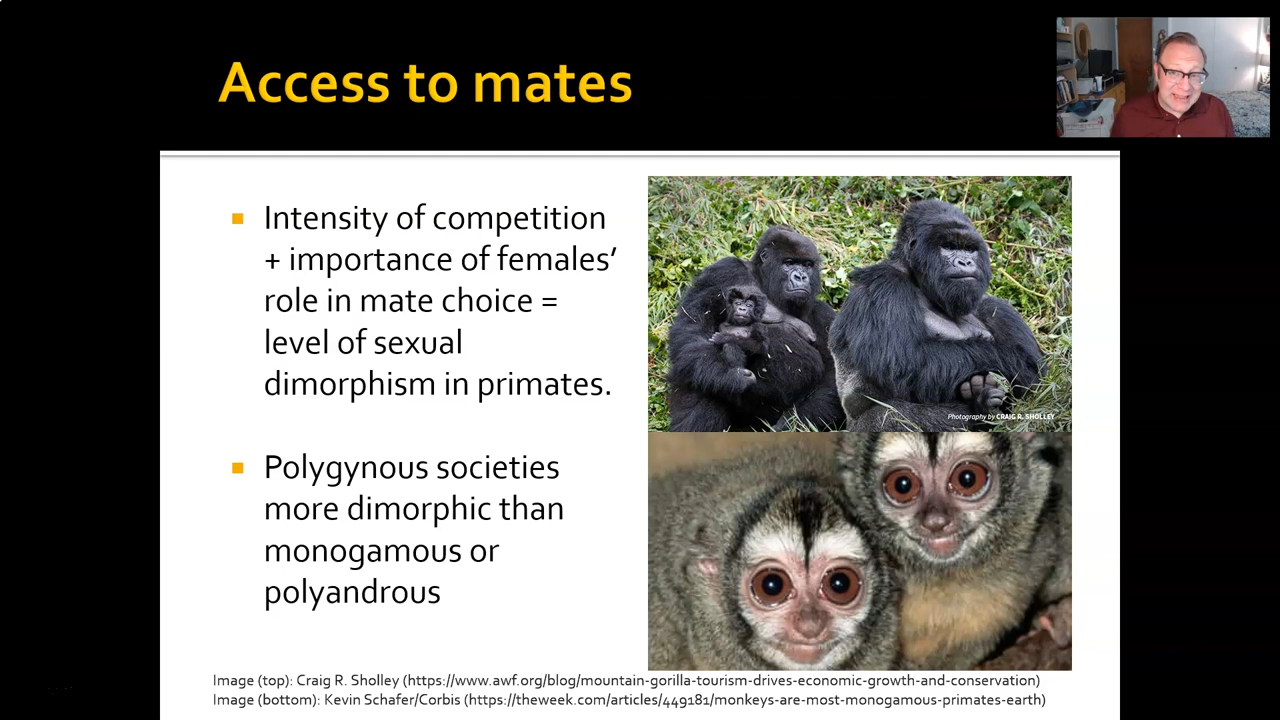 Access to mates
Intensity of competition
+ importance of females’
role in mate choice =
level of sexual
dimorphism in primates.
Polygynous societies
more dimorphic than
monogamous or
polyandrous
Photography by CRAIG R. SHOLLEY
Image (top): Craig R. Sholley (https://www.awf.org/blog/mountain-gorilla-tourism-drives-economic-growth-and-conservation)
Image (bottom): Kevin Schafer/Corbis (https://theweek.com/articles/449181/monkeys-are-most-monogamous-primates-earth)